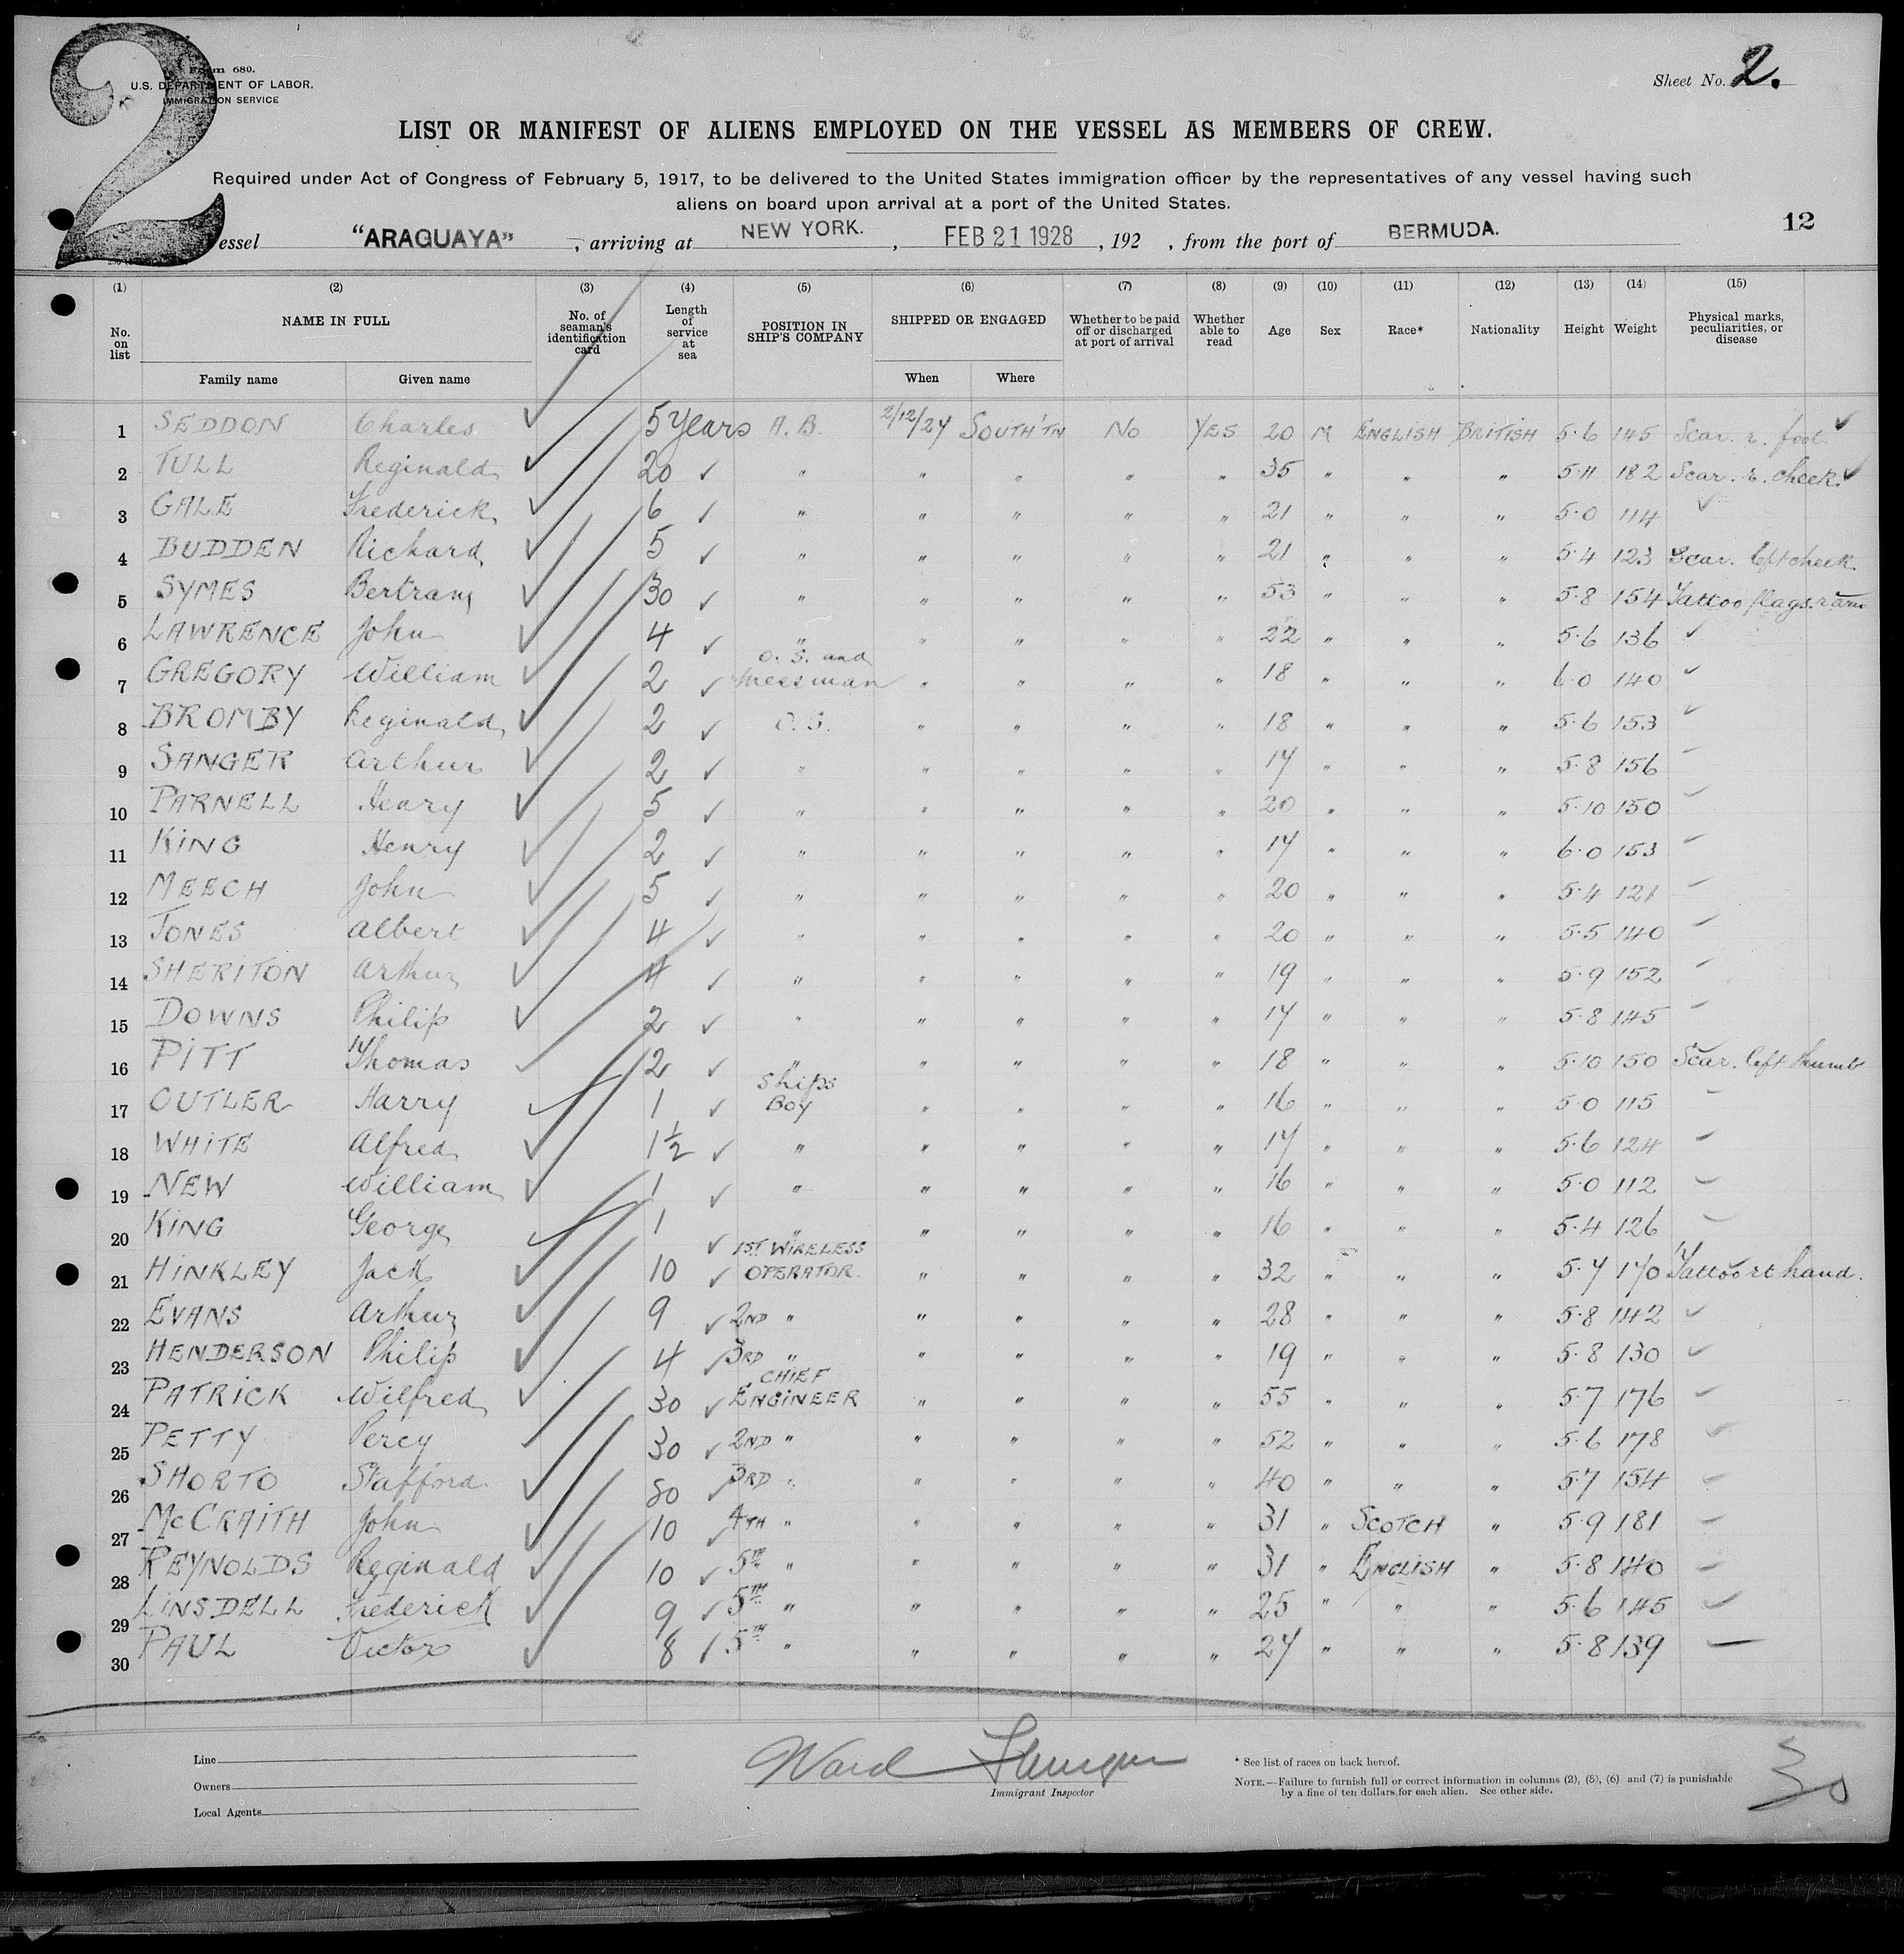 2
Form 680.
U.S. DEPARTMENT OF LABOR.
IMMIGRATION SERVICE
Sheet No. 2.
LIST OR MANIFEST OF ALIENS EMPLOYED ON THE VESSEL AS MEMBERS OF CREW.
Required under Act of Congress of February 5, 1917, to be delivered to the United States immigration officer by the representatives of any vessel having such
aliens on board upon arrival at a port of the United States.
essel "ARAGUAYA", arriving at NEW YORK., FEB 21 1928, 192 , from the port of BERMUDA. 12
(1) (2) (3) (4) (5) (6) (7) (8) (9) (10) (11) (12) (13) (14) (15)
No. on list NAME IN FULL No. of seaman's identification card Length of service at sea POSITION IN SHIP'S COMPANY SHIPPED OR ENGAGED Whether to be paid off or discharged at port of arrival Whether able to read Age Sex Race* Nationality Height Weight Physical marks, peculiarities, or disease
Family name Given name When Where
1 SEDDON Charles 5 years A.B. 2/12/27 SOUTH'TN No YES 20 M ENGLISH BRITISH 5.6 145 Scar. r. foot.
2 TULL Reginald 20 " " " " " 35 " " " 5.11 182 Scar. r. cheek.
3 GALE Frederick 6 " " " " " 21 " " " 5.0 114
4 BUDDEN Richard 5 " " " " " 21 " " " 5.4 123 Scar. left cheek.
5 SYMES Bertram 30 " " " " " 53 " " " 5.8 154 Tattoo flags. r arm
6 LAWRENCE John 4 " " " " " 22 " " " 5.6 136
7 GREGORY William 2 O.S. and messman " " " " 18 " " " 6.0 140
8 BROMBY Reginald 2 O.S. " " " " 18 " " " 5.6 153
9 SANGER Arthur 2 " " " " " 17 " " " 5.8 156
10 PARNELL Henry 5 " " " " " 20 " " " 5.10 150
11 KING Henry 2 " " " " " 17 " " " 6.0 153
12 MEECH John 5 " " " " " 20 " " " 5.4 121
13 JONES Albert 4 " " " " " 20 " " " 5.5 140
14 SHERITON Arthur 4 " " " " " 19 " " " 5.9 152
15 DOWNS Philip 2 " " " " " 17 " " " 5.8 145
16 PITT Thomas 2 " " " " " 18 " " " 5.10 150 Scar. left thumb
17 CUTLER Harry 1 Ships Boy " " " " 16 " " " 5.0 115
18 WHITE Alfred 1½ " " " " " 17 " " " 5.6 124
19 NEW William 1 " " " " " 16 " " " 5.0 112
20 KING George 1 " " " " " 16 " " " 5.4 126
21 HINKLEY Jack 10 1ST WIRELESS OPERATOR. " " " " 32 " " " 5.7 170 Tattoo rt hand.
22 EVANS Arthur 9 2ND " " " " " 28 " " " 5.8 142
23 HENDERSON Philip 4 3RD " " " " " 19 " " " 5.8 130
24 PATRICK Wilfred 30 CHIEF ENGINEER " " " " 55 " " " 5.7 176
25 PETTY Percy 30 2ND " " " " " 52 " " " 5.6 178
26 SHORTO Stafford 3RD " " " " " 40 " " " 5.7 154
27 McCRAITH John 10 4TH " " " " " 31 " SCOTCH " 5.9 181
28 REYNOLDS Reginald 10 5TH " " " " " 31 " ENGLISH " 5.8 140
29 LINSDELL Frederick 9 5TH " " " " " 25 " " " 5.6 145
30 PAUL Victor 8 5TH " " " " " 27 " " " 5.8 139
Line
Owners
Local Agents
Ward
Immigrant Inspector
* See list of races on back hereof.
NOTE.—Failure to furnish full or correct information in columns (2), (5), (6) and (7) is punishable
by a fine of ten dollars for each alien. See other side.
30